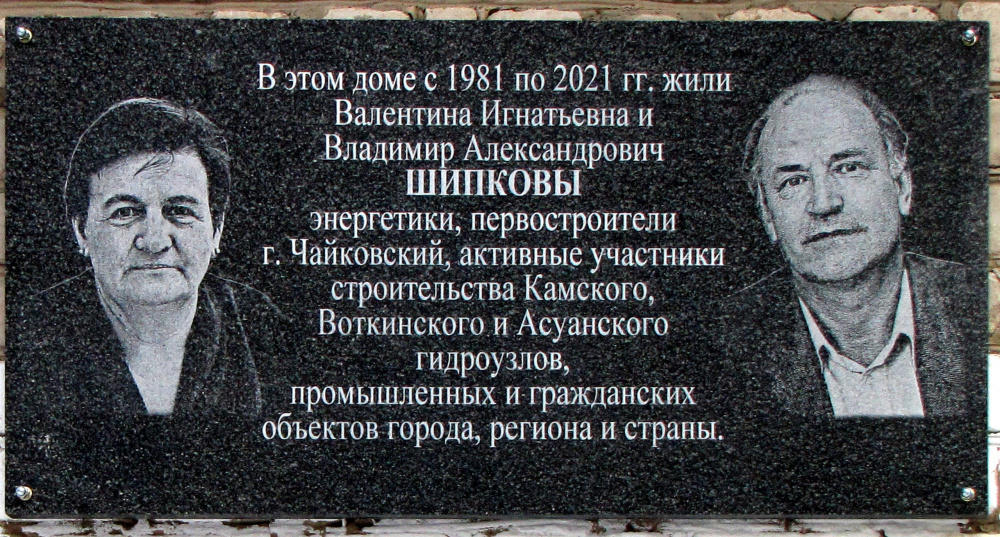 В этом доме с 1981 по 2021 гг. жили
Валентина Игнатьевна и
Владимир Александрович
ШИПКОВЫ
энергетики, первостроители
г. Чайковский, активные участники
строительства Камского,
Воткинского и Асуанского
гидроузлов,
промышленных и гражданских
объектов города, региона и страны.